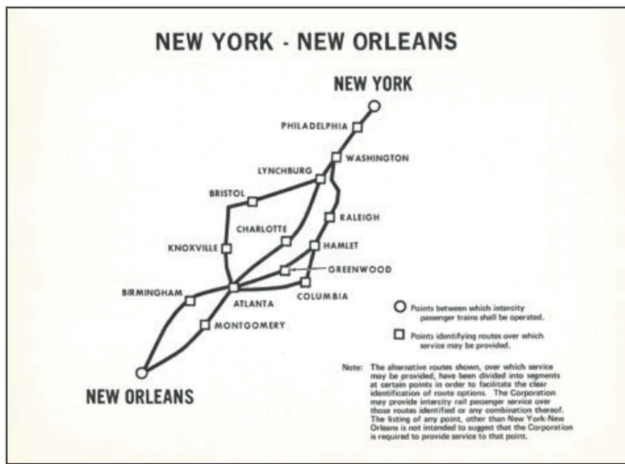 NEW YORK - NEW ORLEANS
NEW YORK
PHILADELPHIA
WASHINGTON
LYNCHBURG
BRISTOL
RALEIGH
CHARLOTTE
KNOXVILLE
HAMLET
GREENWOOD
BIRMINGHAM
ATLANTA
COLUMBIA
MONTGOMERY
NEW ORLEANS
Points between which intercity
passenger trains shall be operated.
Points identifying routes over which
service may be provided.
Note: The alternative routes shown, over which service
may be provided, have been divided into segments
at certain points in order to facilitate the clear
identification of route options. The Corporation
may provide intercity rail passenger service over
those routes identified or any combination thereof.
The listing of any point, other than New York-New
Orleans is not intended to suggest that the Corporation
is required to provide service to that point.